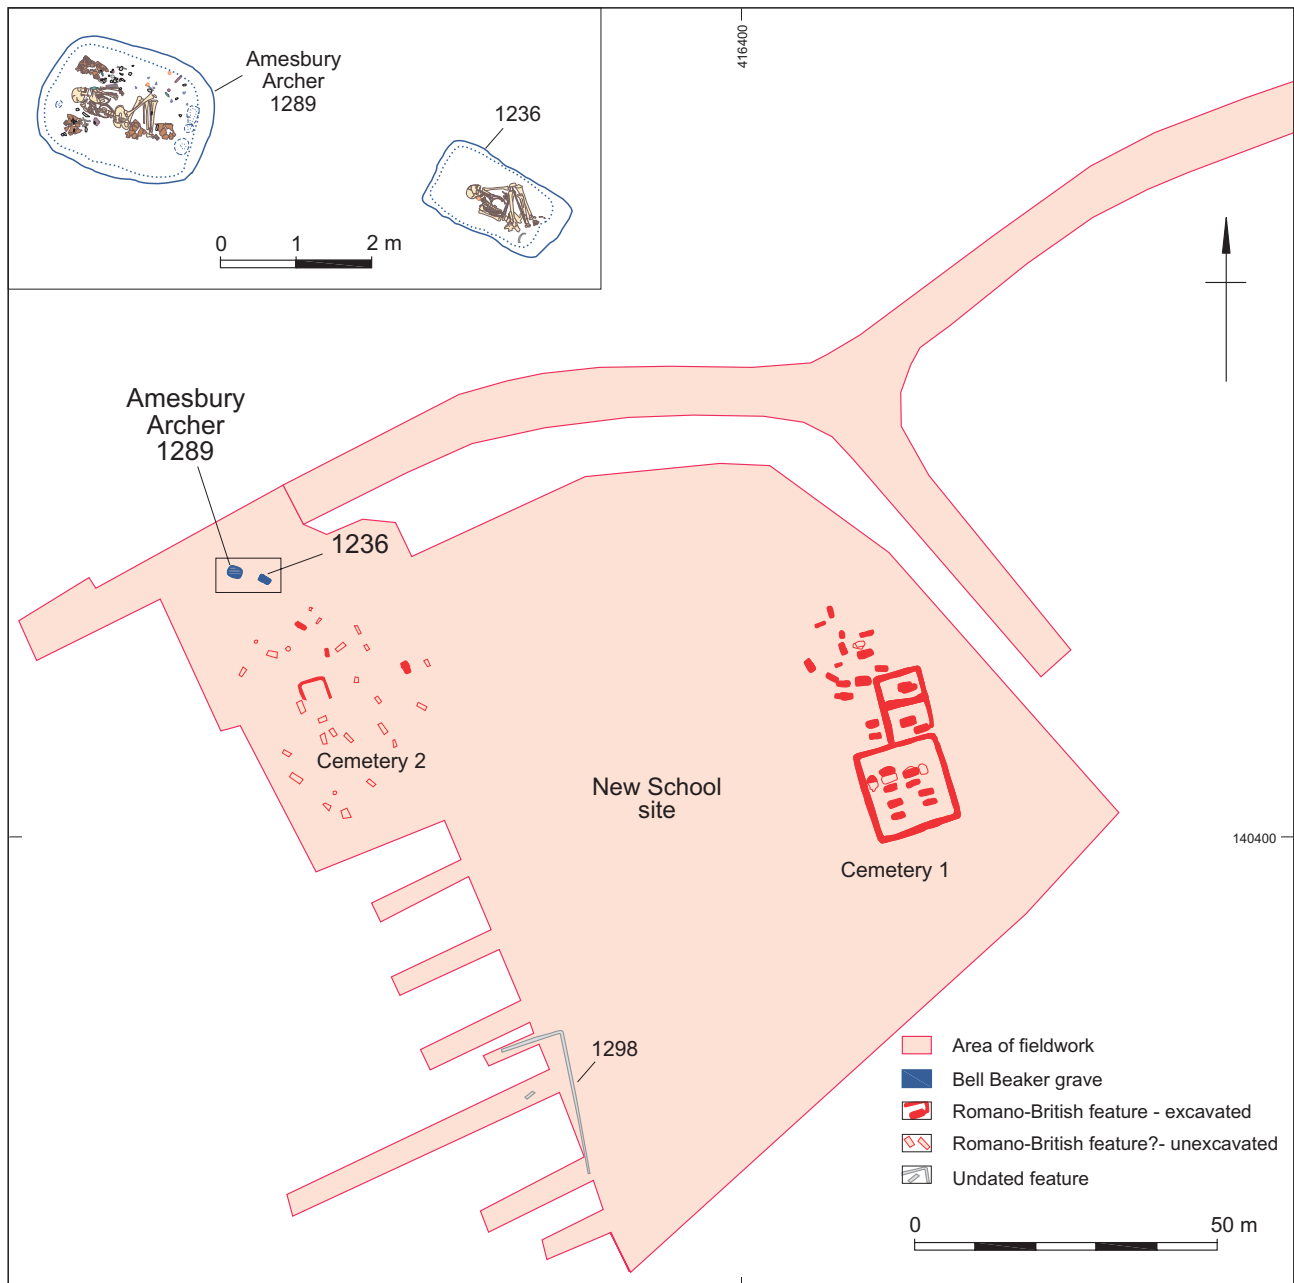 Amesbury
Archer
1289
1236
0 1 2 m
416400
Amesbury
Archer
1289
1236
Cemetery 2
New School
site
Cemetery 1
140400
1298
Area of fieldwork
Bell Beaker grave
Romano-British feature - excavated
Romano-British feature?- unexcavated
Undated feature
0 50 m